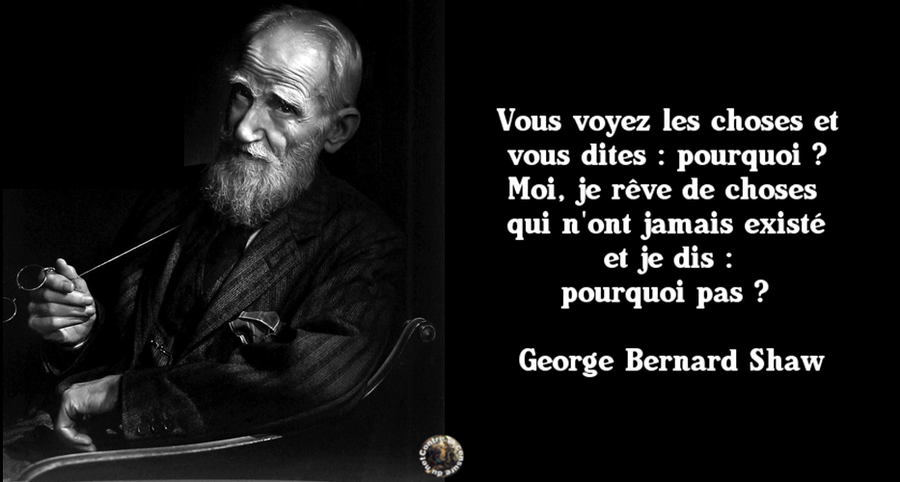 Vous voyez les choses et
vous dites : pourquoi ?
Moi, je rêve de choses
qui n'ont jamais existé
et je dis :
pourquoi pas ?
George Bernard Shaw